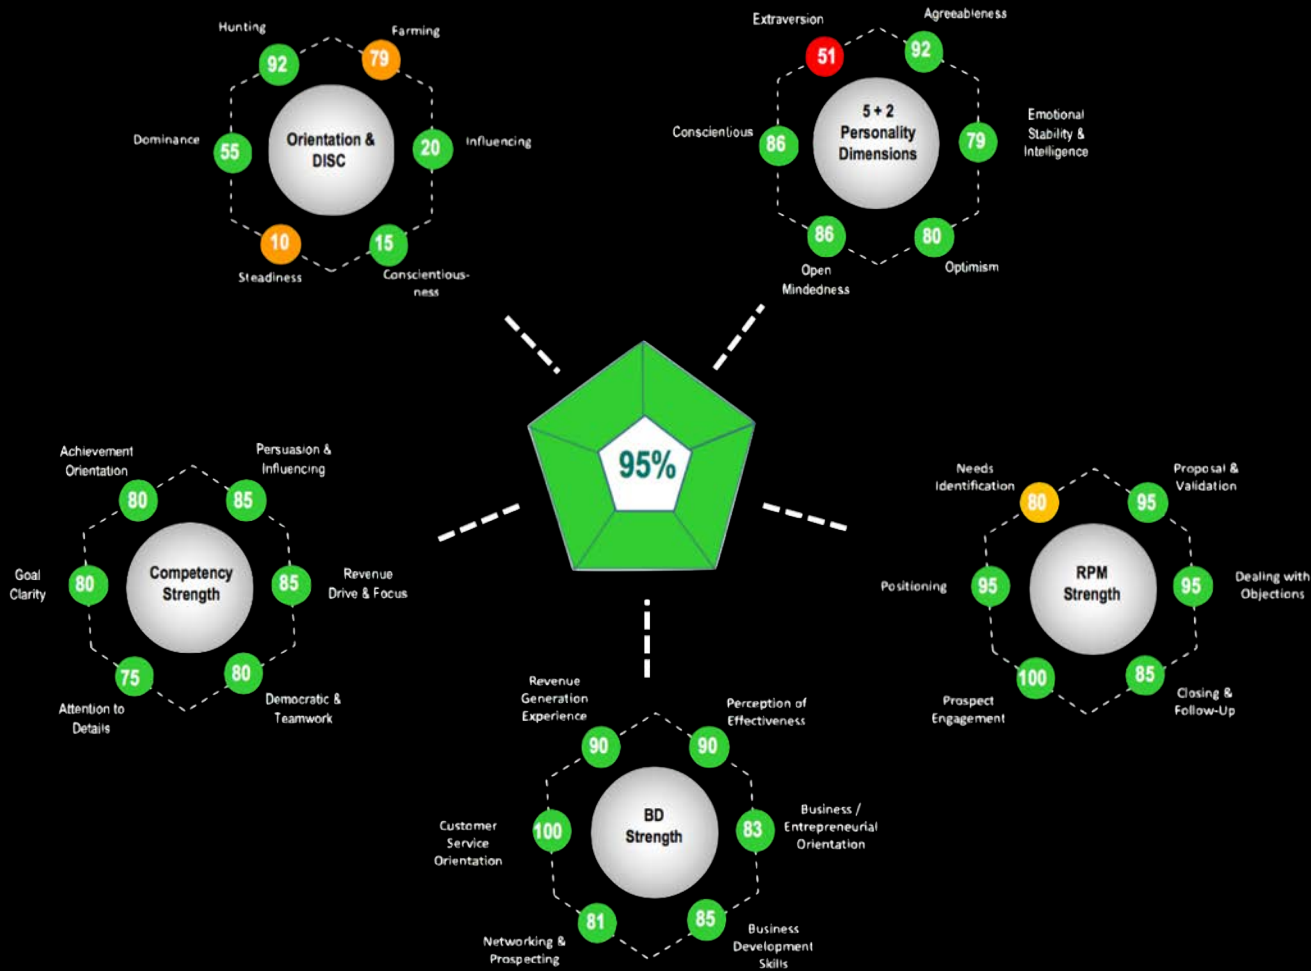 Hunting
92
Farming
79
Dominance
55
Orientation &
DISC
20
Influencing
10
Steadiness
15
Conscientious-
ness
Extraversion
51
Agreeableness
92
Conscientious
86
5 + 2
Personality
Dimensions
79
Emotional
Stability &
Intelligence
86
Open
Mindedness
80
Optimism
95%
Achievement
Orientation
80
Persuasion &
Influencing
85
Goal
Clarity
80
Competency
Strength
85
Revenue
Drive & Focus
75
Attention to
Details
80
Democratic &
Teamwork
Needs
Identification
80
Proposal &
Validation
95
Positioning
95
RPM
Strength
95
Dealing with
Objections
100
Prospect
Engagement
85
Closing &
Follow-Up
Revenue
Generation
Experience
90
Perception of
Effectiveness
90
Customer
Service
Orientation
100
BD
Strength
83
Business /
Entrepreneurial
Orientation
81
Networking &
Prospecting
85
Business
Development
Skills